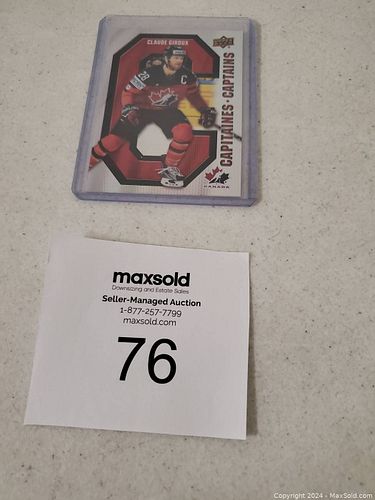 CLAUDE GIROUX
28
C
CAPITAINES • CAPTAINS
CANADA
maxsold
Downsizing and Estate Sales
Seller-Managed Auction
1-877-257-7799
maxsold.com
76
Copyright 2024 - MaxSold.com